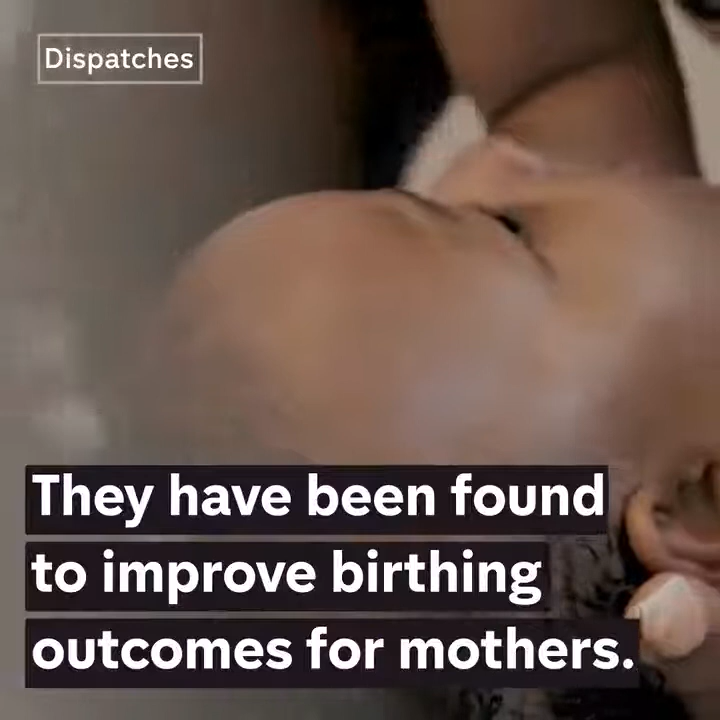 Dispatches
They have been found
to improve birthing
outcomes for mothers.